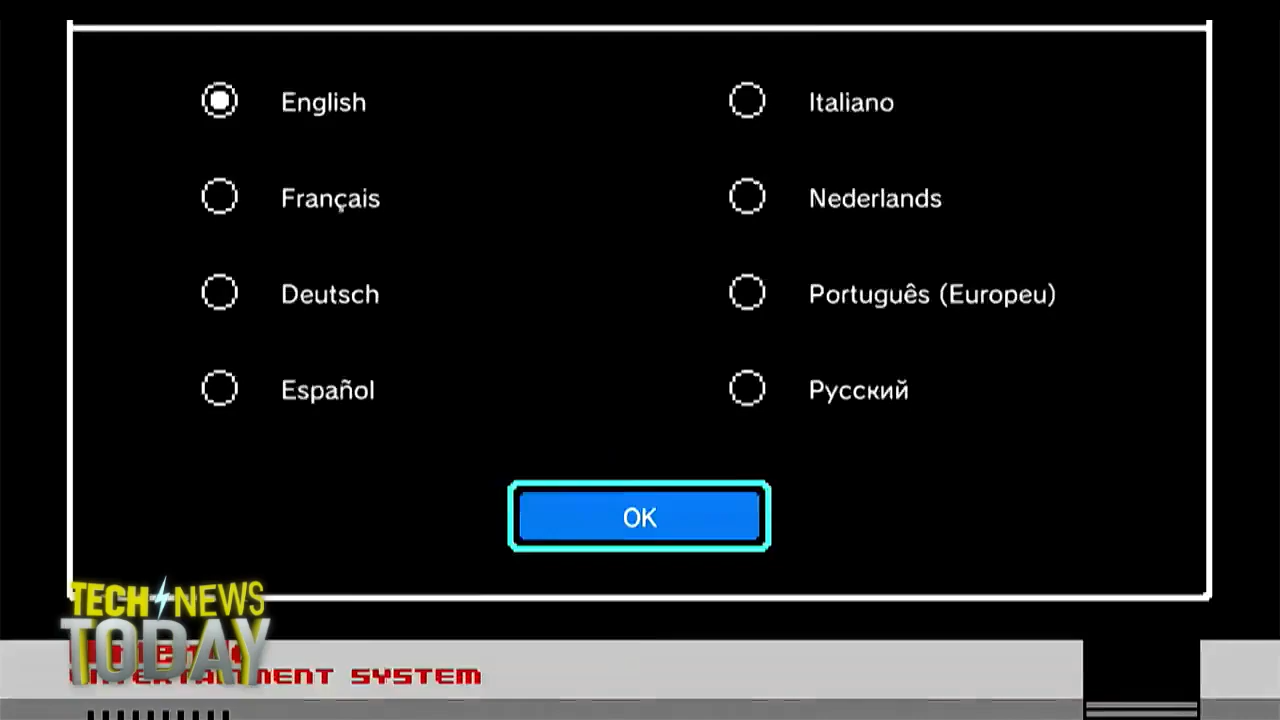 English
Français
Deutsch
Español
Italiano
Nederlands
Português (Europeu)
Русский
OK
TECH NEWS
TODAY
ENTERTAINMENT SYSTEM